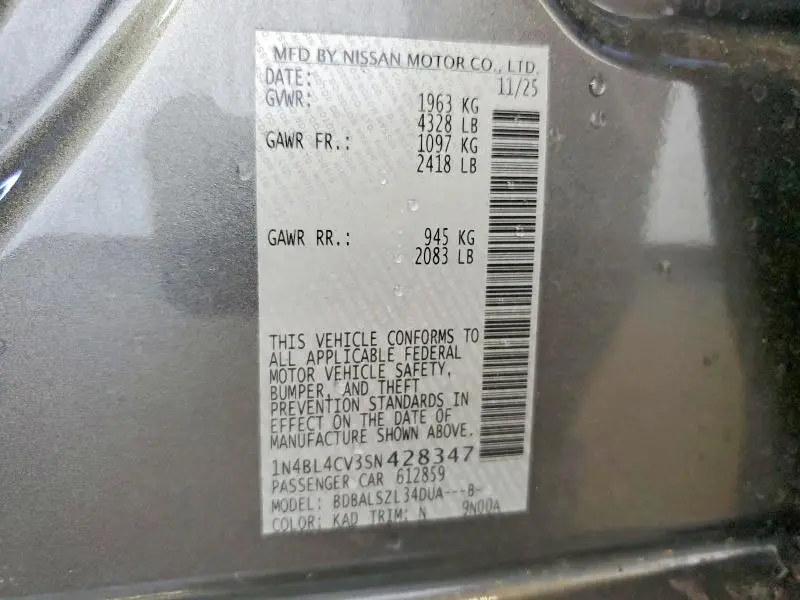 MFD BY NISSAN MOTOR CO., LTD.
DATE: 11/25
GVWR: 1963 KG
4328 LB
GAWR FR.: 1097 KG
2418 LB
GAWR RR.: 945 KG
2083 LB
THIS VEHICLE CONFORMS TO
ALL APPLICABLE FEDERAL
MOTOR VEHICLE SAFETY,
BUMPER, AND THEFT
PREVENTION STANDARDS IN
EFFECT ON THE DATE OF
MANUFACTURE SHOWN ABOVE.
1N4BL4CV3SN428347
PASSENGER CAR 612859
MODEL: BDBALSZL34DUA---B-
COLOR: KAD TRIM: N 9N00A